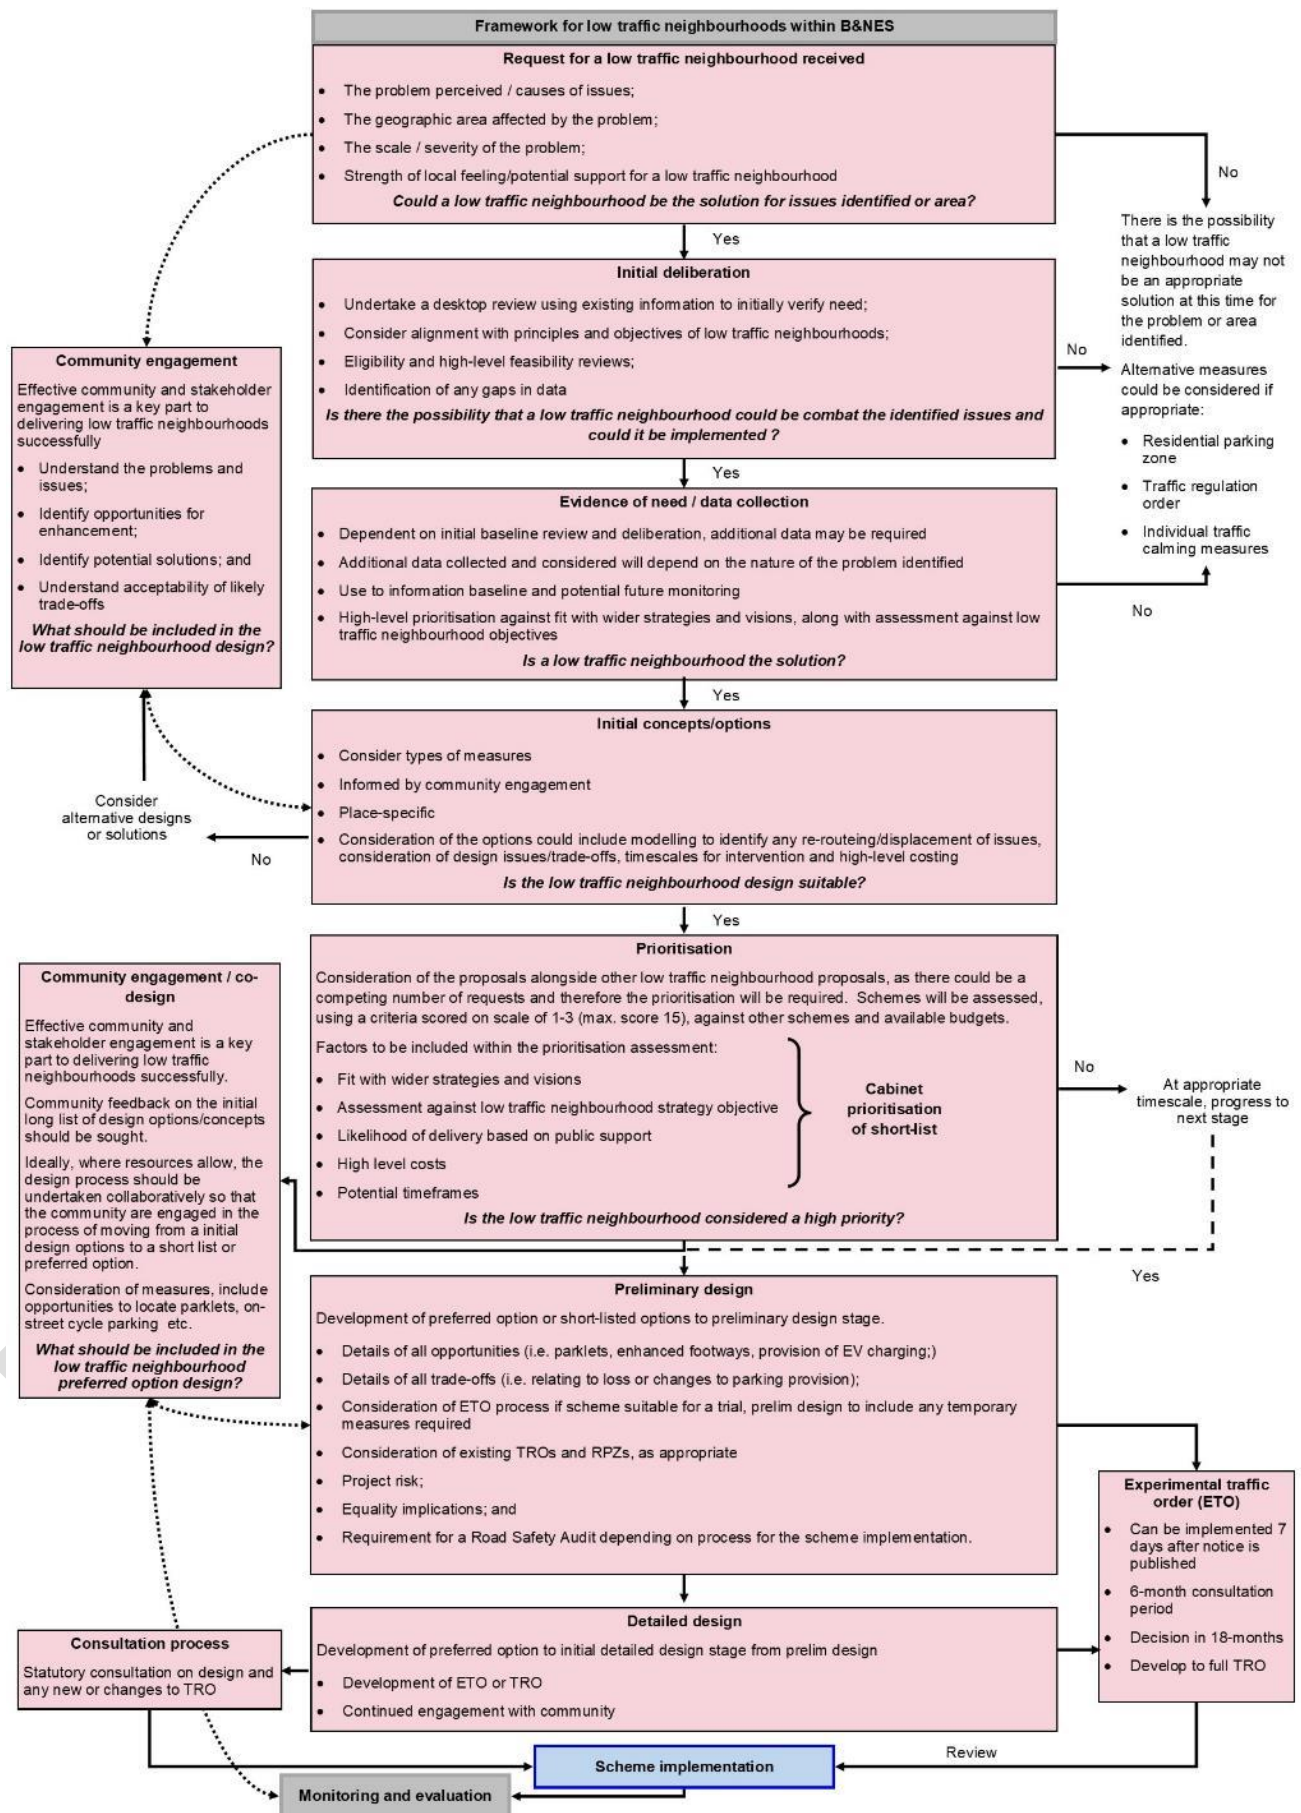 Framework for low traffic neighbourhoods within B&NES
Request for a low traffic neighbourhood received
• The problem perceived / causes of issues;
• The geographic area affected by the problem;
• The scale / severity of the problem;
• Strength of local feeling/potential support for a low traffic neighbourhood
Could a low traffic neighbourhood be the solution for issues identified or area?
No
Yes
There is the possibility
that a low traffic
neighbourhood may not
be an appropriate
solution at this time for
the problem or area
identified.
Alternative measures
could be considered if
appropriate:
• Residential parking
zone
• Traffic regulation
order
• Individual traffic
calming measures
Initial deliberation
• Undertake a desktop review using existing information to initially verify need;
• Consider alignment with principles and objectives of low traffic neighbourhoods;
• Eligibility and high-level feasibility reviews;
• Identification of any gaps in data
Is there the possibility that a low traffic neighbourhood could be combat the identified issues and
could it be implemented ?
No
Yes
Community engagement
Effective community and stakeholder
engagement is a key part to
delivering low traffic neighbourhoods
successfully
• Understand the problems and
issues;
• Identify opportunities for
enhancement;
• Identify potential solutions; and
• Understand acceptability of likely
trade-offs
What should be included in the
low traffic neighbourhood design?
Evidence of need / data collection
• Dependent on initial baseline review and deliberation, additional data may be required
• Additional data collected and considered will depend on the nature of the problem identified
• Use to information baseline and potential future monitoring
• High-level prioritisation against fit with wider strategies and visions, along with assessment against low
traffic neighbourhood objectives
Is a low traffic neighbourhood the solution?
No
Yes
Initial concepts/options
• Consider types of measures
• Informed by community engagement
• Place-specific
• Consideration of the options could include modelling to identify any re-routeing/displacement of issues,
consideration of design issues/trade-offs, timescales for intervention and high-level costing
Is the low traffic neighbourhood design suitable?
Consider
alternative designs
or solutions
No
Yes
Prioritisation
Consideration of the proposals alongside other low traffic neighbourhood proposals, as there could be a
competing number of requests and therefore the prioritisation will be required. Schemes will be assessed,
using a criteria scored on scale of 1-3 (max. score 15), against other schemes and available budgets.
Factors to be included within the prioritisation assessment:
• Fit with wider strategies and visions
• Assessment against low traffic neighbourhood strategy objective
• Likelihood of delivery based on public support
• High level costs
• Potential timeframes
Cabinet
prioritisation
of short-list
Is the low traffic neighbourhood considered a high priority?
No
At appropriate
timescale, progress to
next stage
Yes
Community engagement / co-
design
Effective community and
stakeholder engagement is a key
part to delivering low traffic
neighbourhoods successfully.
Community feedback on the initial
long list of design options/concepts
should be sought.
Ideally, where resources allow, the
design process should be
undertaken collaboratively so that
the community are engaged in the
process of moving from a initial
design options to a short list or
preferred option.
Consideration of measures, include
opportunities to locate parklets, on-
street cycle parking etc.
What should be included in the
low traffic neighbourhood
preferred option design?
Preliminary design
Development of preferred option or short-listed options to preliminary design stage.
• Details of all opportunities (i.e. parklets, enhanced footways, provision of EV charging;)
• Details of all trade-offs (i.e. relating to loss or changes to parking provision);
• Consideration of ETO process if scheme suitable for a trial, prelim design to include any temporary
measures required
• Consideration of existing TROs and RPZs, as appropriate
• Project risk;
• Equality implications; and
• Requirement for a Road Safety Audit depending on process for the scheme implementation.
Experimental traffic
order (ETO)
• Can be implemented 7
days after notice is
published
• 6-month consultation
period
• Decision in 18-months
• Develop to full TRO
Detailed design
Development of preferred option to initial detailed design stage from prelim design
• Development of ETO or TRO
• Continued engagement with community
Consultation process
Statutory consultation on design and
any new or changes to TRO
Review
Scheme implementation
Monitoring and evaluation